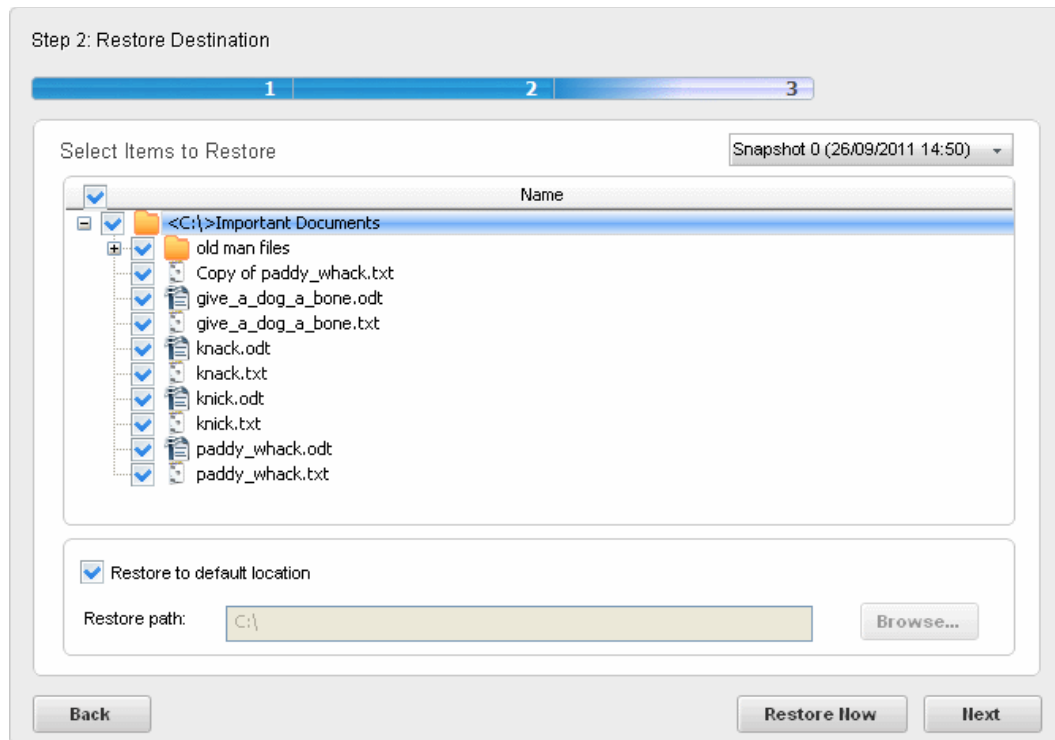 Step 2: Restore Destination
1 2 3
Select Items to Restore
Snapshot 0 (26/09/2011 14:50)
Name
<C:\>Important Documents
old man files
Copy of paddy_whack.txt
give_a_dog_a_bone.odt
give_a_dog_a_bone.txt
knack.odt
knack.txt
knick.odt
knick.txt
paddy_whack.odt
paddy_whack.txt
Restore to default location
Restore path: C:\ Browse...
Back Restore Now Next